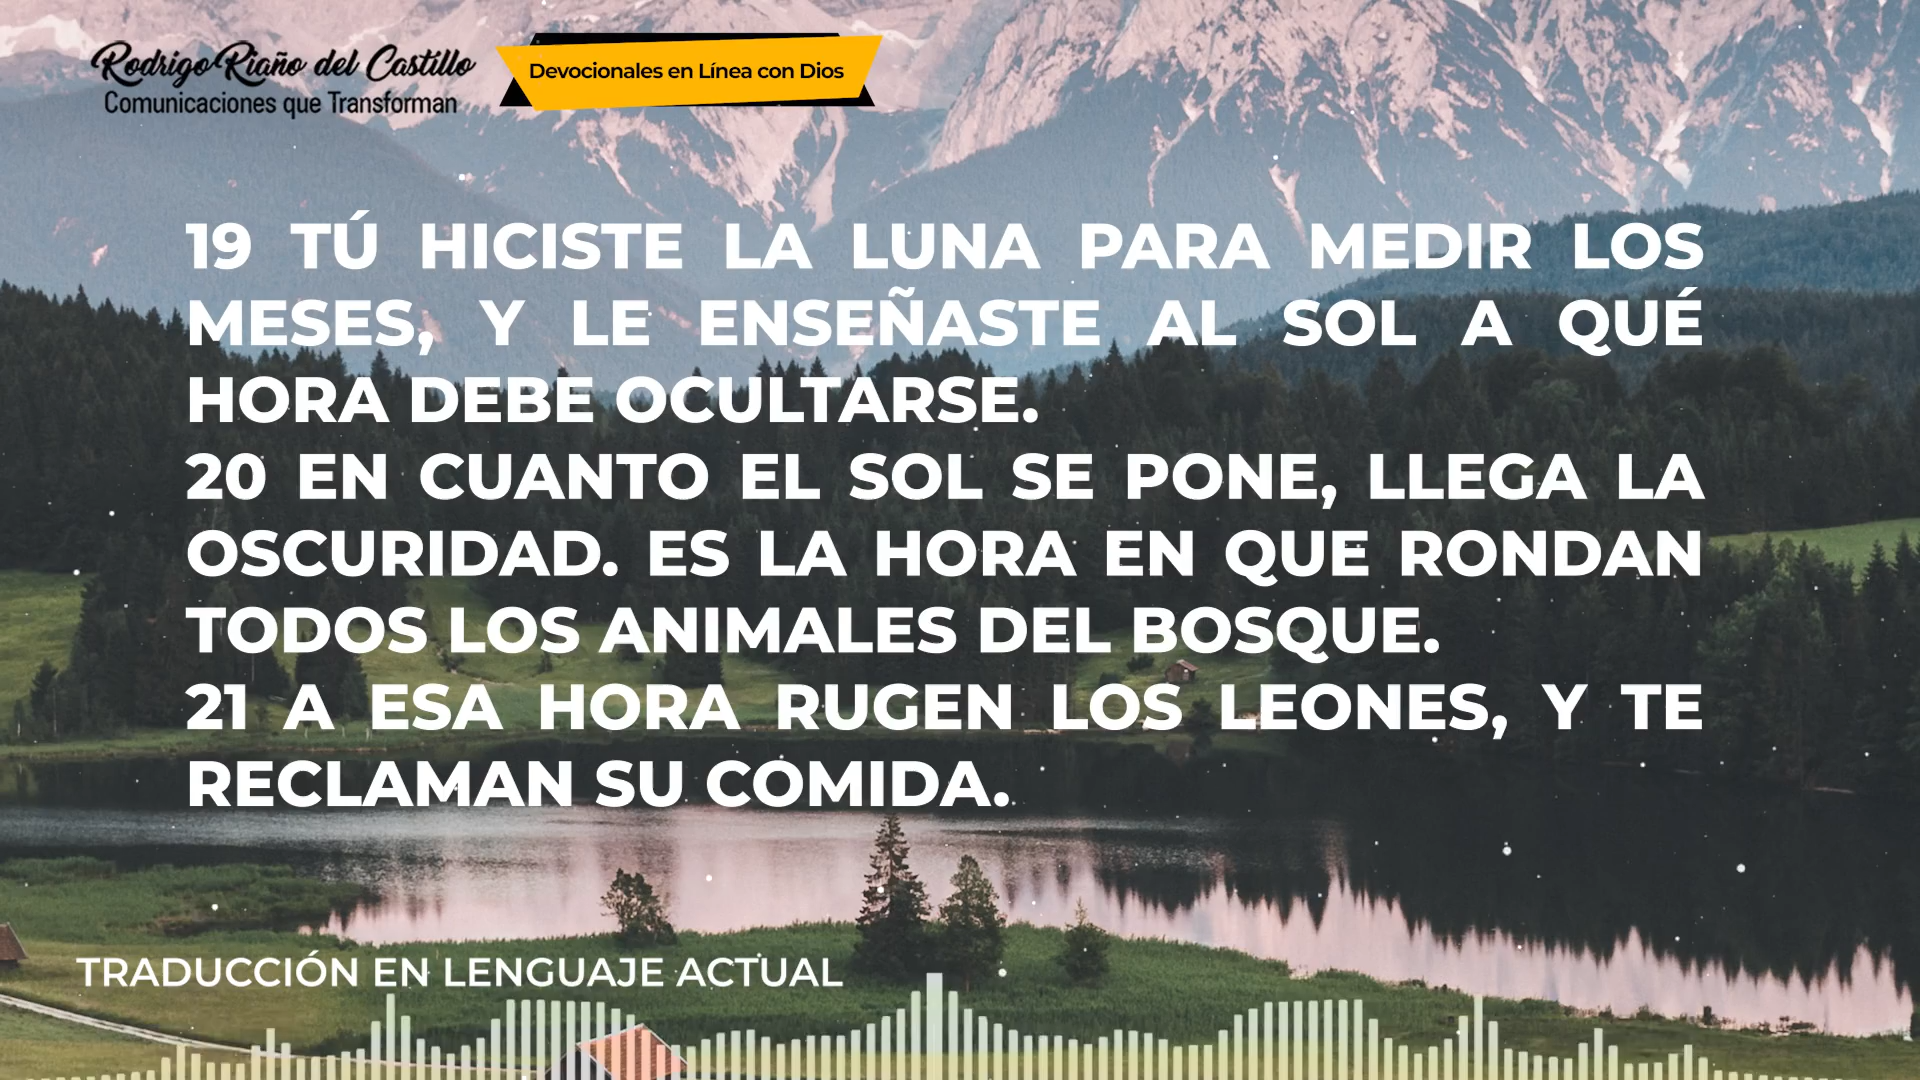 Rodrigo Riaño del Castillo
Comunicaciones que Transforman
Devocionales en Línea con Dios
19 TÚ HICISTE LA LUNA PARA MEDIR LOS
MESES, Y LE ENSEÑASTE AL SOL A QUÉ
HORA DEBE OCULTARSE.
20 EN CUANTO EL SOL SE PONE, LLEGA LA
OSCURIDAD. ES LA HORA EN QUE RONDAN
TODOS LOS ANIMALES DEL BOSQUE.
21 A ESA HORA RUGEN LOS LEONES, Y TE
RECLAMAN SU COMIDA.
TRADUCCIÓN EN LENGUAJE ACTUAL